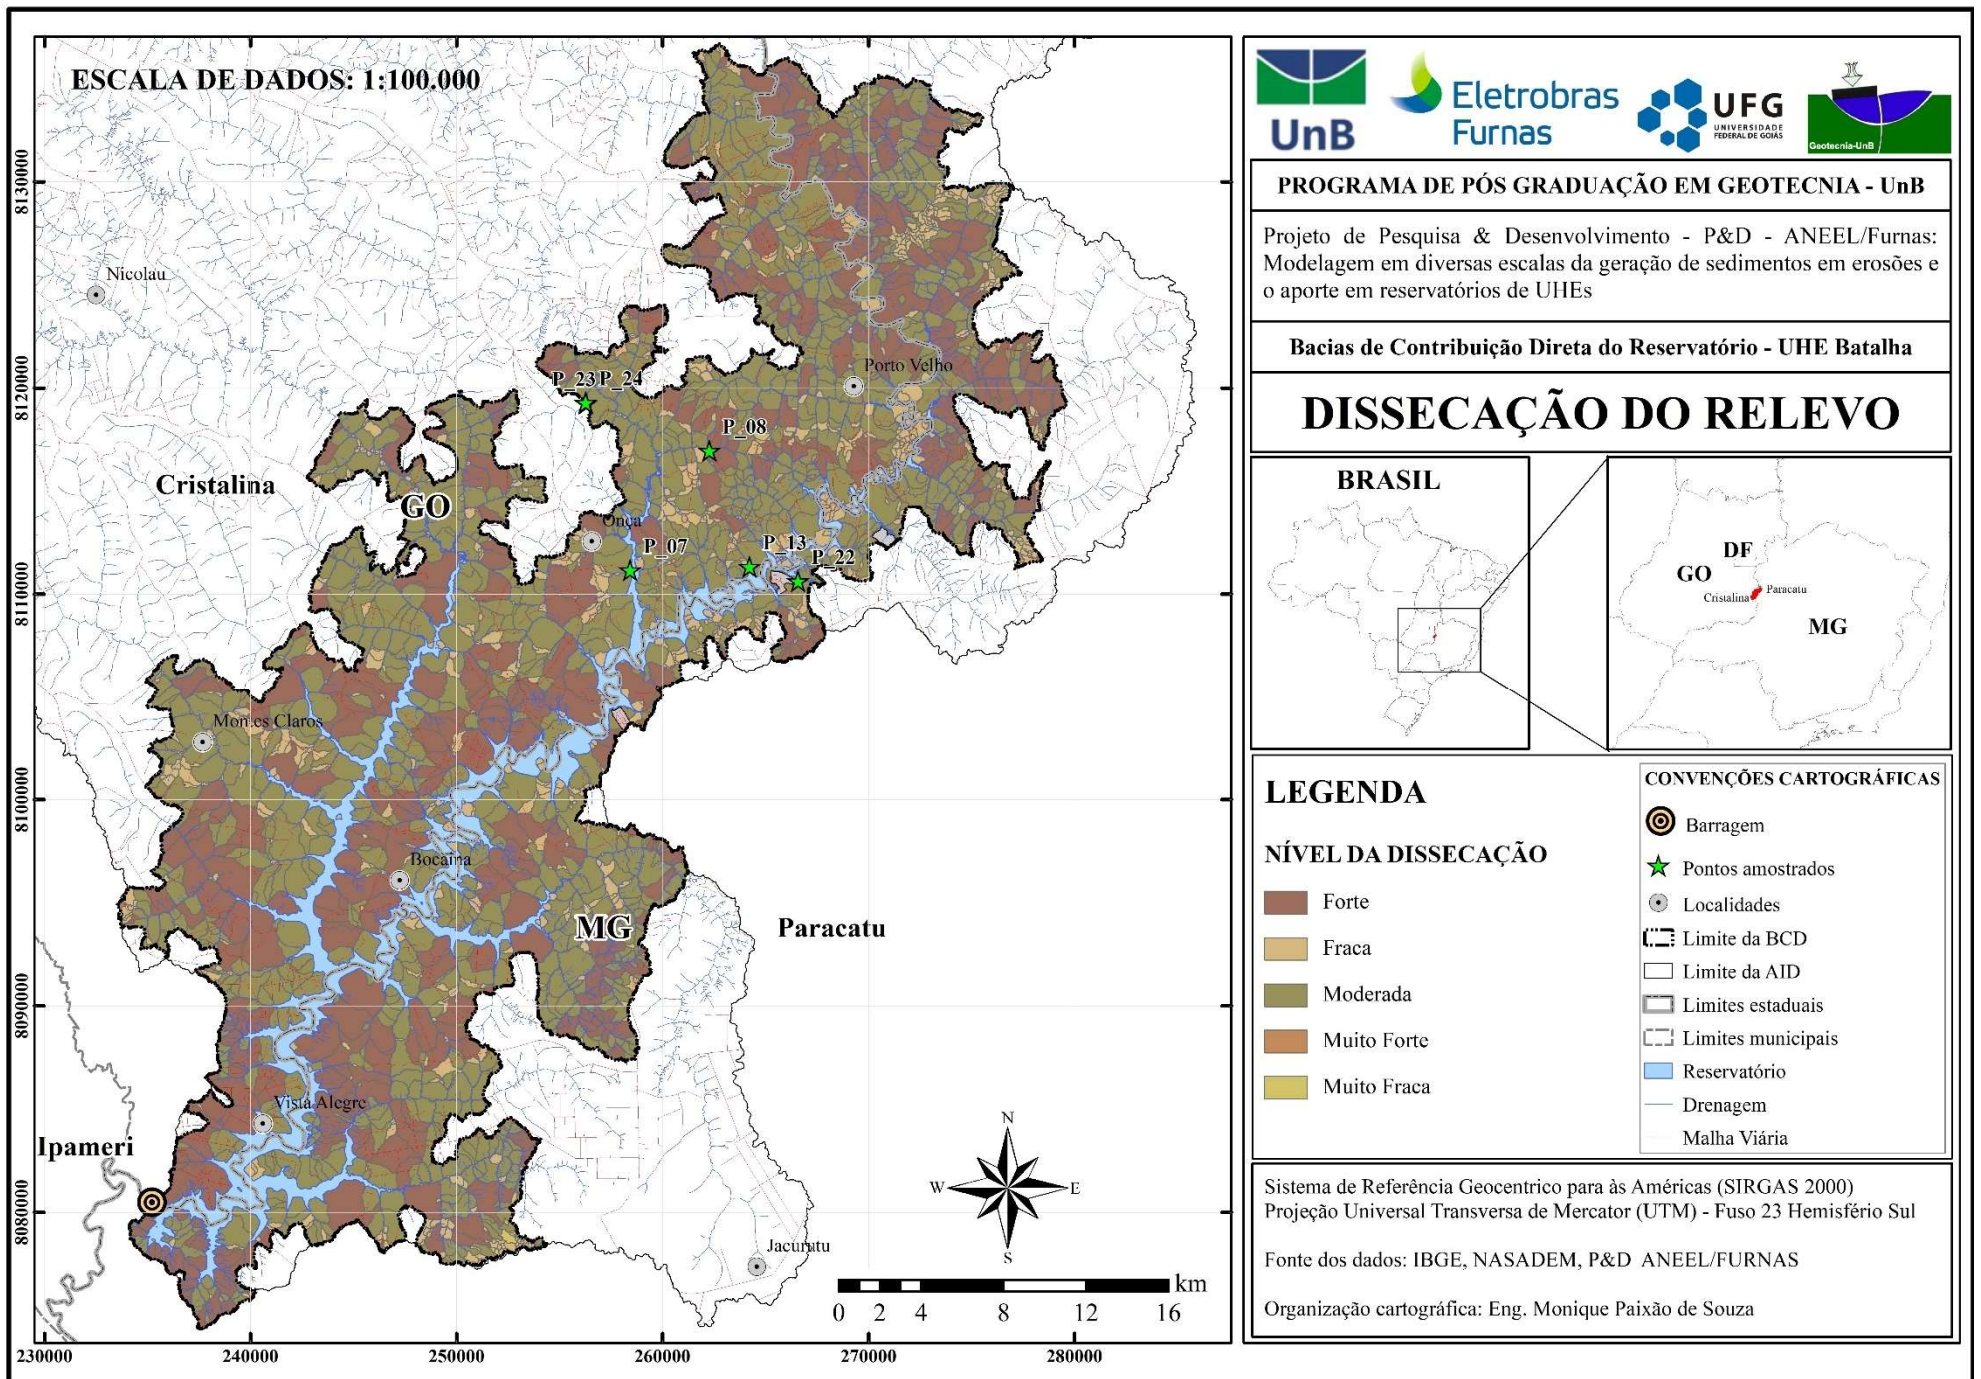 ESCALA DE DADOS: 1:100.000
Nicolau
Cristalina
GO
P_23
P_24
P_08
Porto Velho
Onça
P_07
P_13
P_22
Montes Claros
Bocaina
MG
Paracatu
Vista Alegre
Ipameri
Jacurutu
N
W
E
S
km
0 2 4 8 12 16
8130000
8120000
8110000
8100000
8090000
8080000
230000 240000 250000 260000 270000 280000
UnB
Eletrobras
Furnas
UFG
UNIVERSIDADE
FEDERAL DE GOIÁS
Geotecnia-UnB
PROGRAMA DE PÓS GRADUAÇÃO EM GEOTECNIA - UnB
Projeto de Pesquisa & Desenvolvimento - P&D - ANEEL/Furnas:
Modelagem em diversas escalas da geração de sedimentos em erosões e
o aporte em reservatórios de UHEs
Bacias de Contribuição Direta do Reservatório - UHE Batalha
DISSECAÇÃO DO RELEVO
BRASIL
DF
GO
Cristalina
Paracatu
MG
LEGENDA
NÍVEL DA DISSECAÇÃO
Forte
Fraca
Moderada
Muito Forte
Muito Fraca
CONVENÇÕES CARTOGRÁFICAS
Barragem
Pontos amostrados
Localidades
Limite da BCD
Limite da AID
Limites estaduais
Limites municipais
Reservatório
Drenagem
Malha Viária
Sistema de Referência Geocentrico para às Américas (SIRGAS 2000)
Projeção Universal Transversa de Mercator (UTM) - Fuso 23 Hemisfério Sul
Fonte dos dados: IBGE, NASADEM, P&D ANEEL/FURNAS
Organização cartográfica: Eng. Monique Paixão de Souza